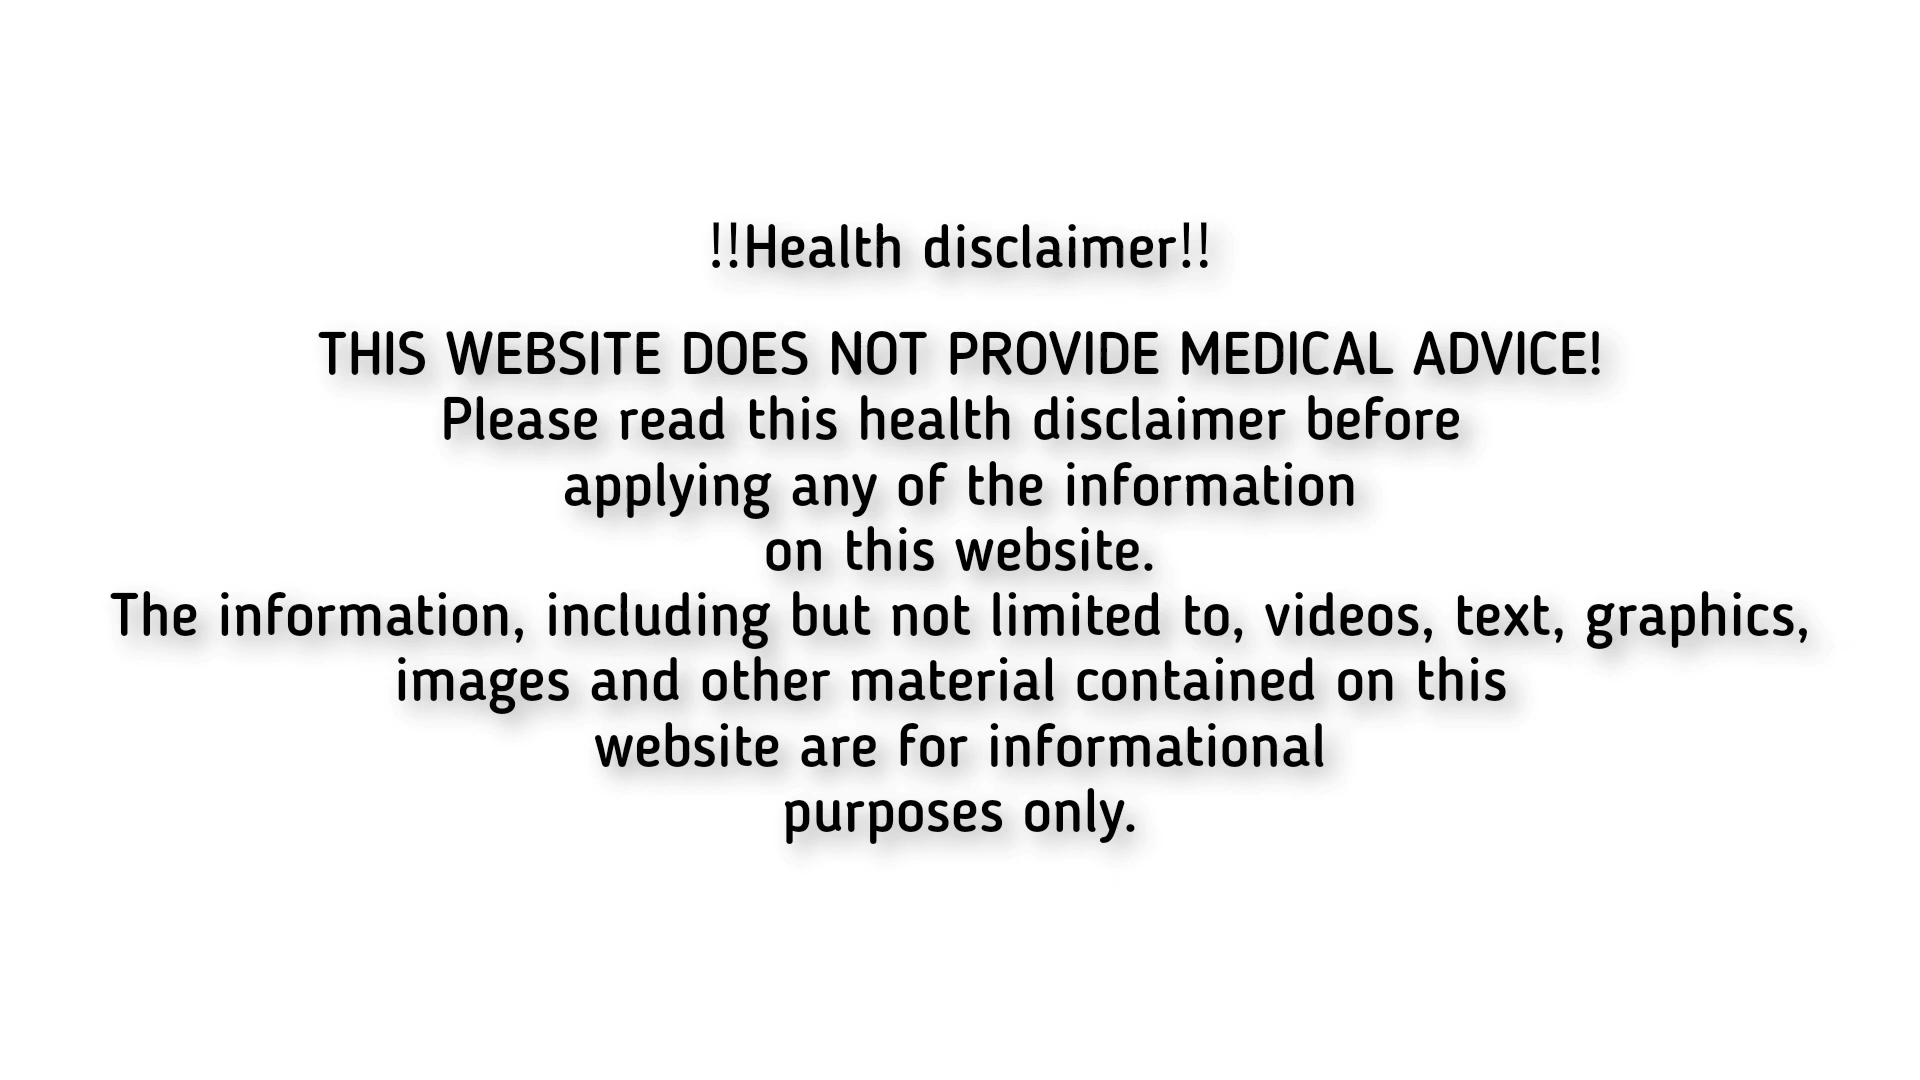 !!Health disclaimer!!
THIS WEBSITE DOES NOT PROVIDE MEDICAL ADVICE!
Please read this health disclaimer before
applying any of the information
on this website.
The information, including but not limited to, videos, text, graphics,
images and other material contained on this
website are for informational
purposes only.